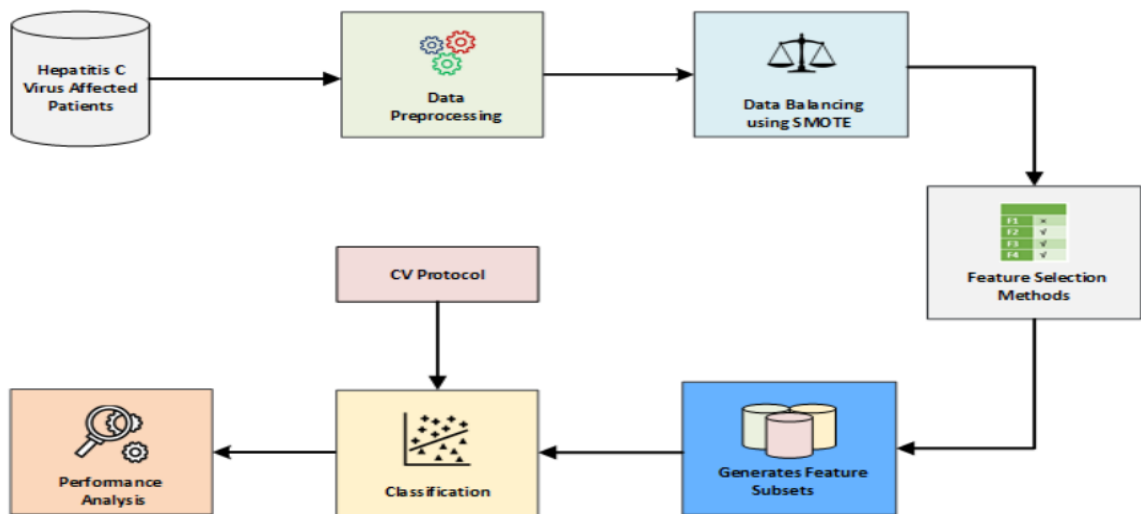 Hepatitis C
Virus Affected
Patients
Data
Preprocessing
Data Balancing
using SMOTE
F1 ×
F2 √
F3 √
F4 √
Feature Selection
Methods
CV Protocol
Generates Feature
Subsets
Classification
Performance
Analysis